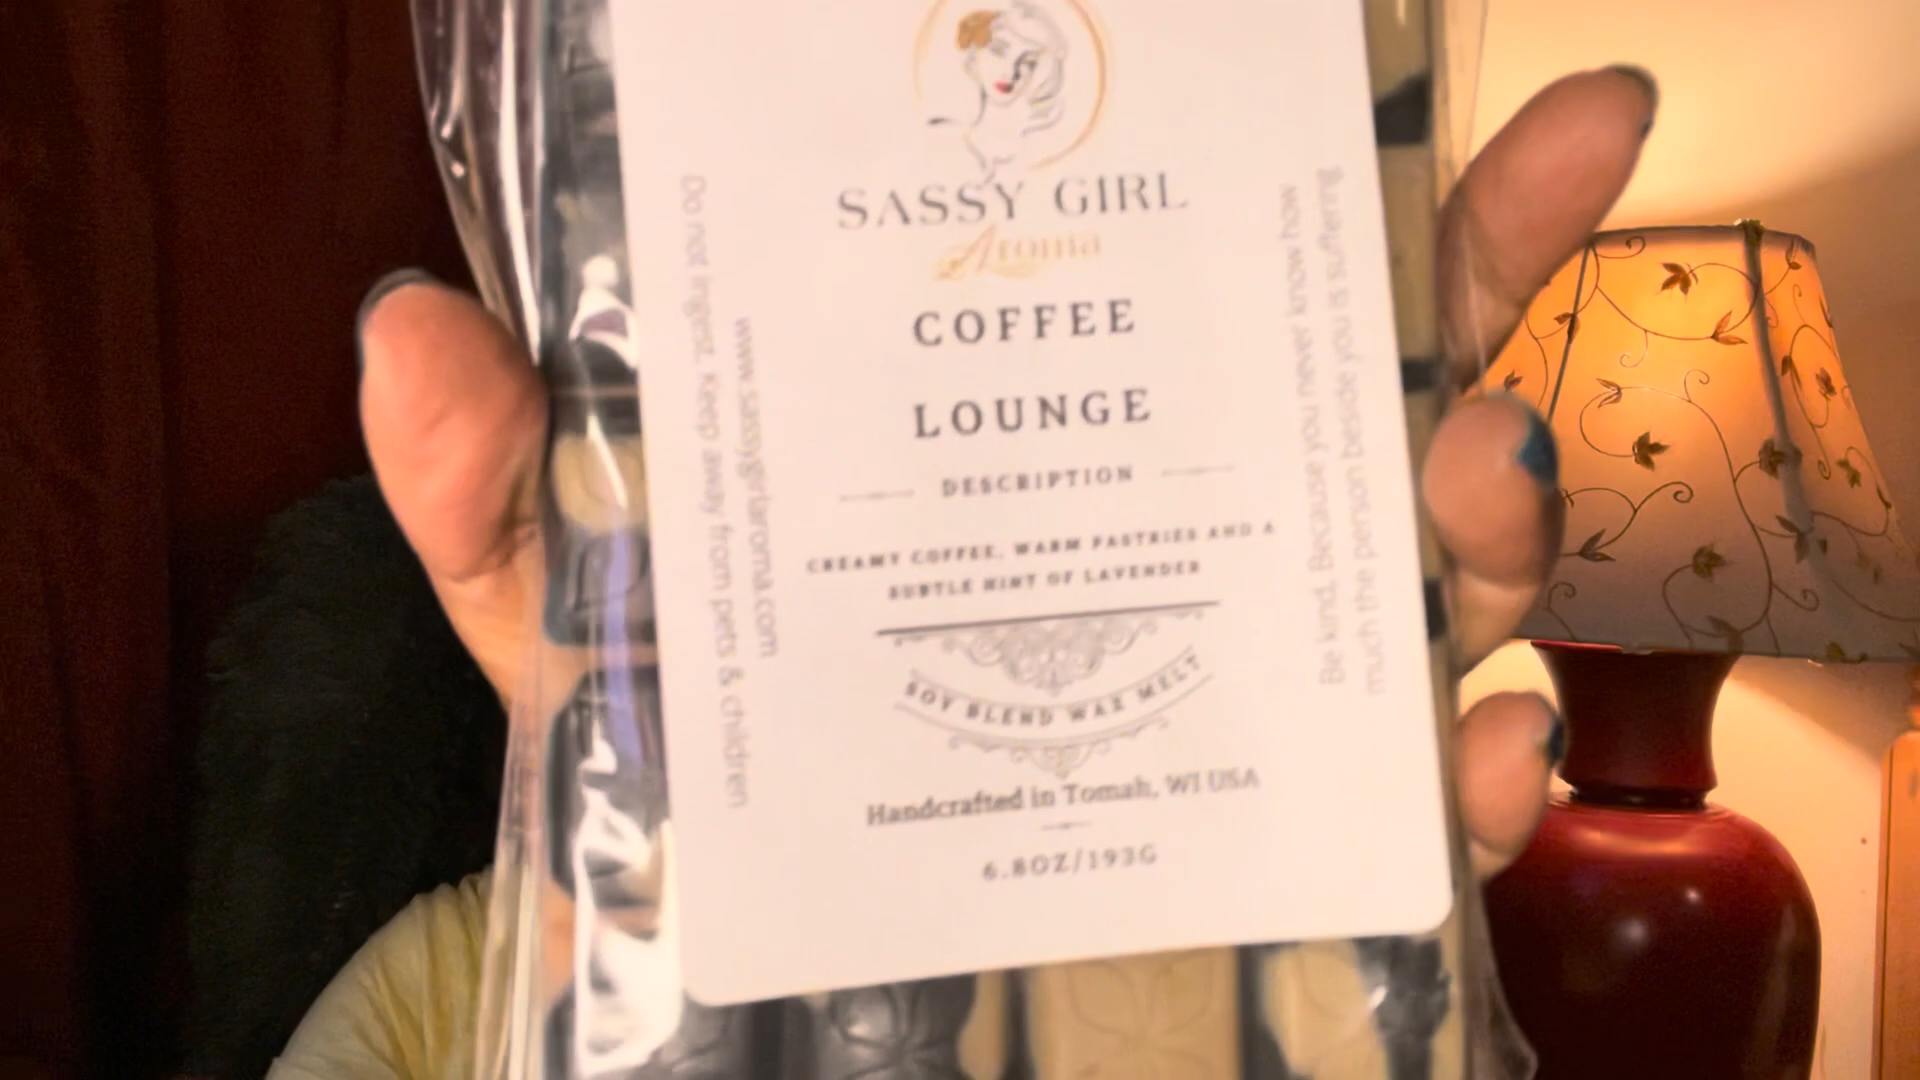 SASSY GIRL
Aroma
COFFEE
LOUNGE
DESCRIPTION
CREAMY COFFEE, WARM PASTRIES AND A
SUBTLE HINT OF LAVENDER
SOY BLEND WAX MELT
Handcrafted in Tomah, WI USA
6.8OZ/193G
www.sassygirlaroma.com
Do not ingest. Keep away from pets & children
Be kind. Because you never know how
much the person beside you is suffering